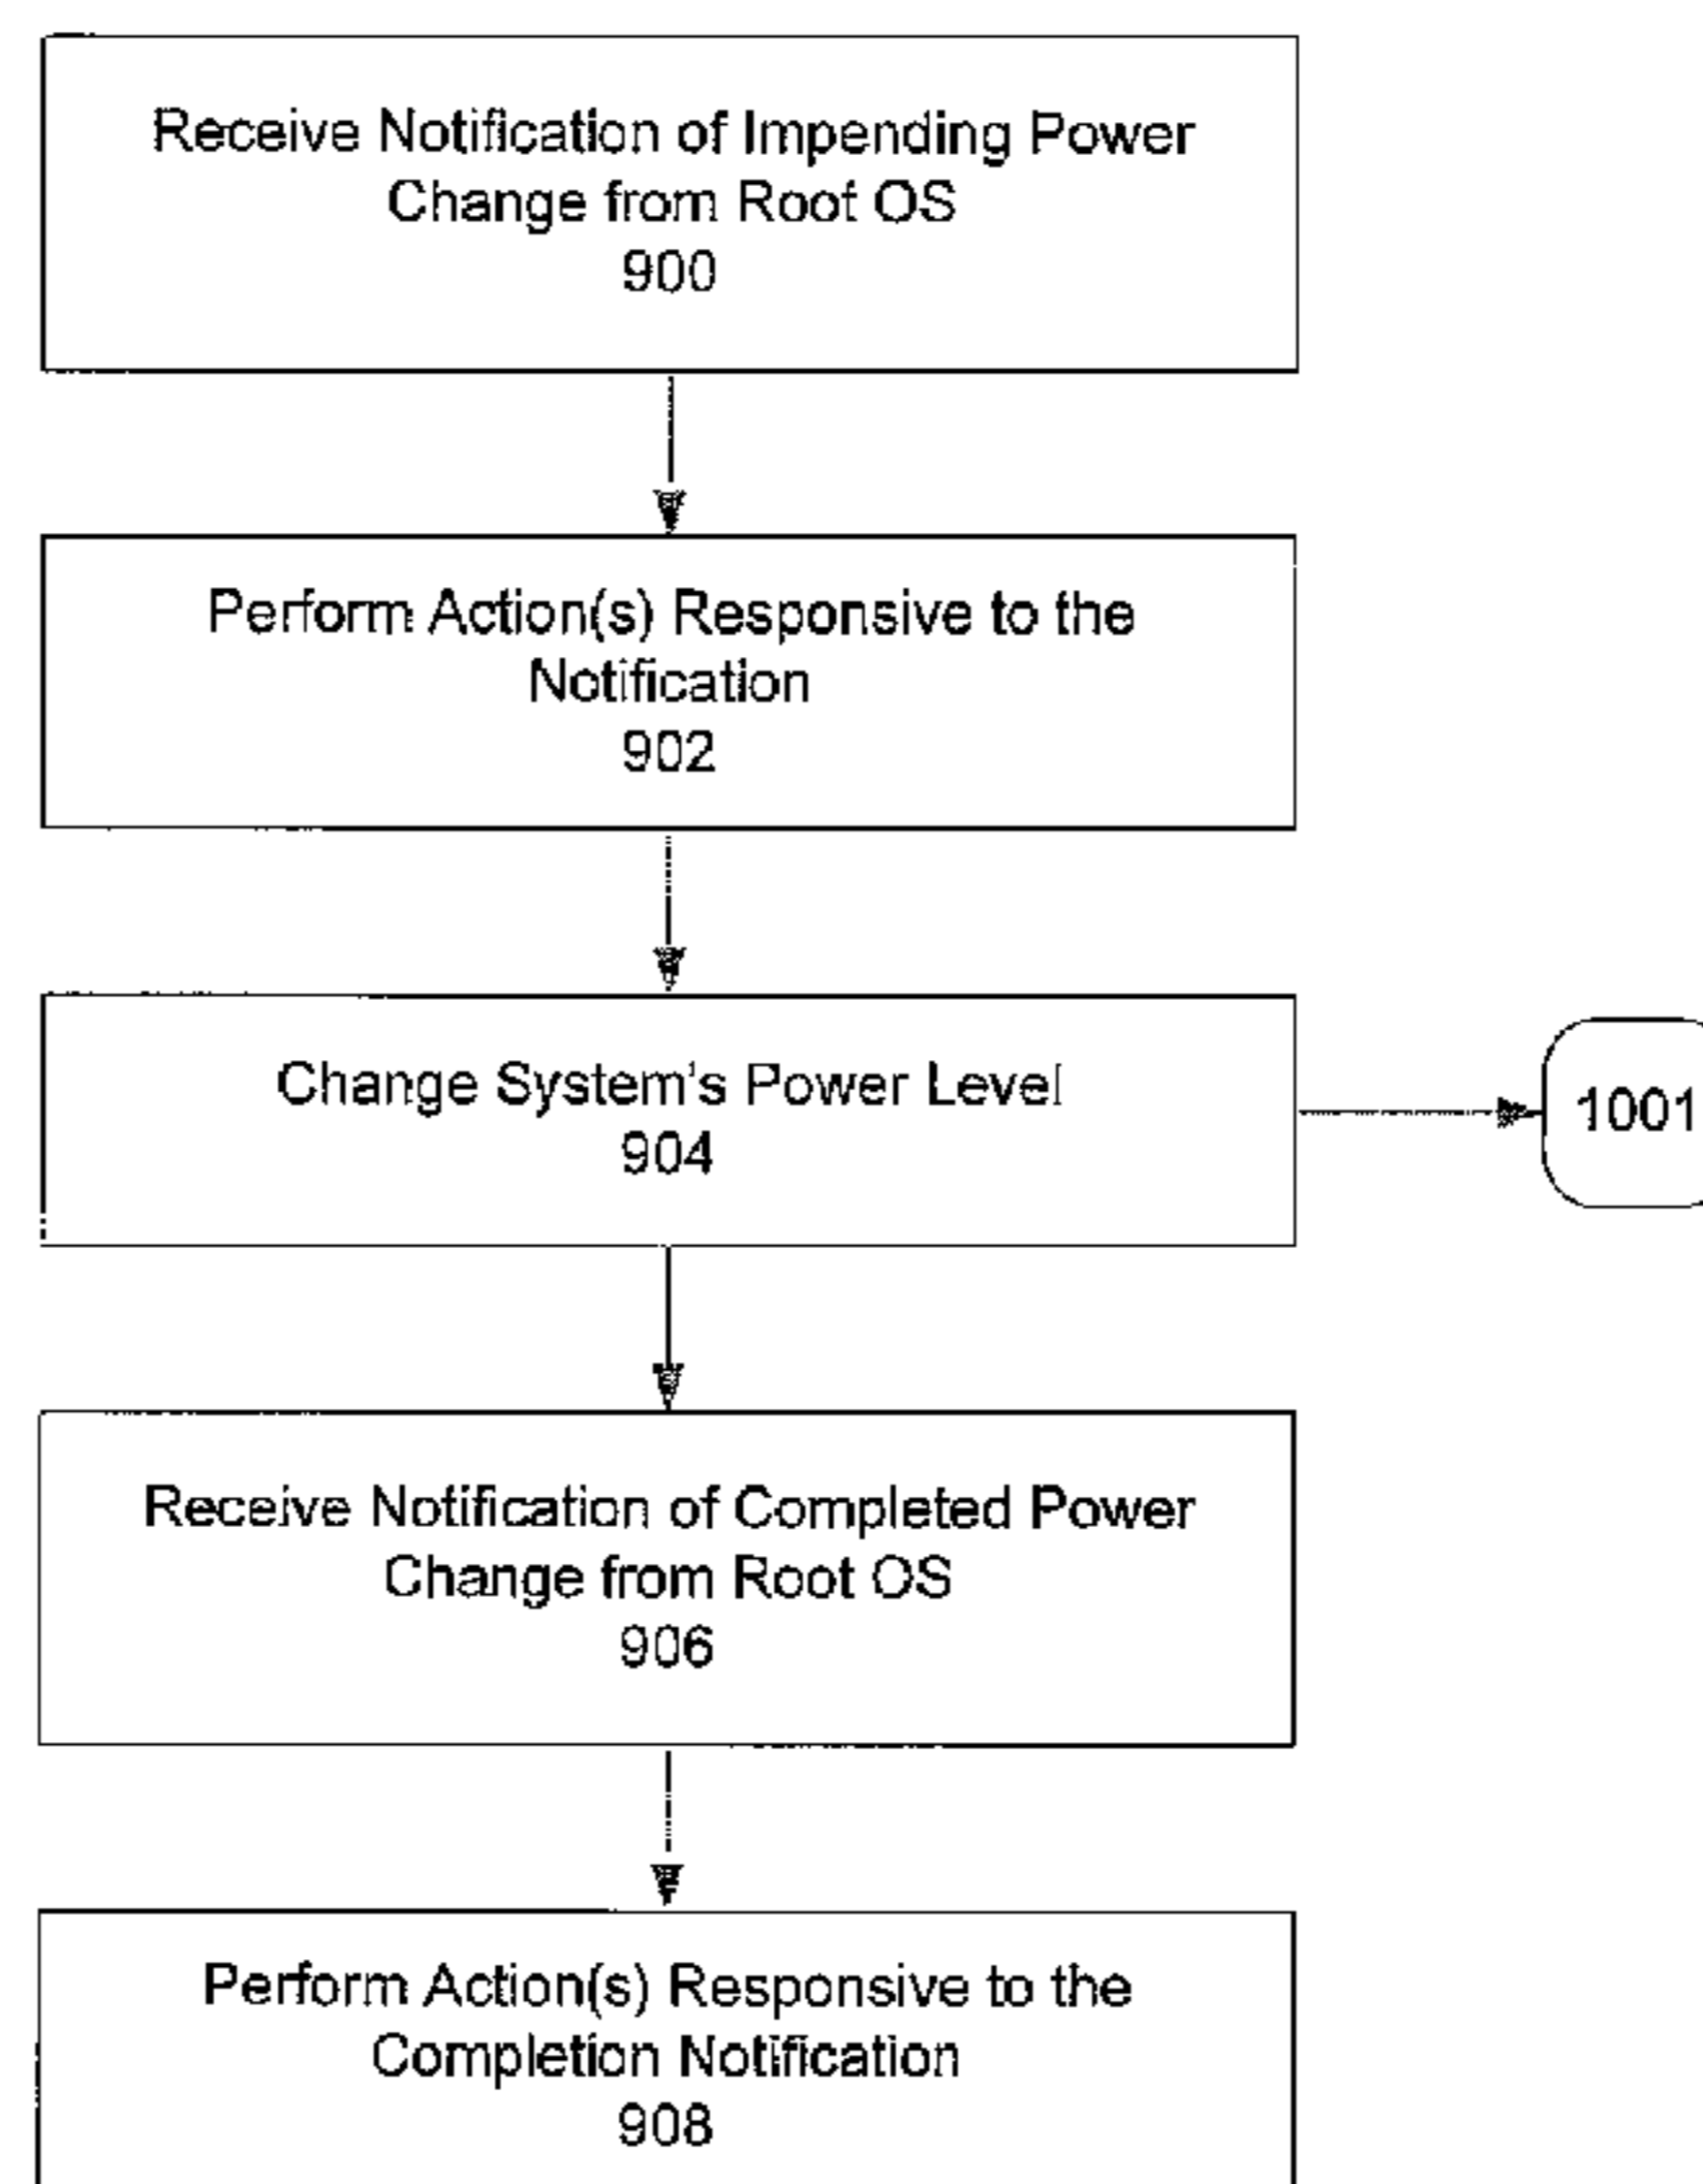 Receive Notification of Impending Power
Change from Root OS
900
Perform Action(s) Responsive to the
Notification
902
Change System's Power Level
904
1001
Receive Notification of Completed Power
Change from Root OS
906
Perform Action(s) Responsive to the
Completion Notification
908